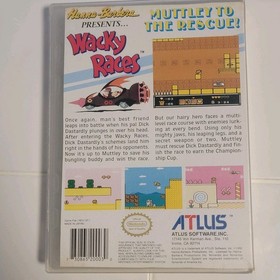 Hanna-Barbera
PRESENTS...
Wacky
Races™
MUTTLEY TO
THE RESCUE!
Once again, man's best friend
leaps into battle when his pal Dick
Dastardly plunges in over his head.
After entering the Wacky Races,
Dick Dastardly's schemes land him
right in the hands of his opponents.
Now it's up to Muttley to save his
bungling buddy and win the race.
But our hairy hero faces a multi-
level race course with enemies lurk-
ing at every bend. Using only his
mighty jaws, his leaping legs, and a
secret weapon or two, Muttley
must rescue Dick Dastardly and fin-
ish the race to earn the Champion-
ship Cup.
ATLUS
ATLUS SOFTWARE INC.